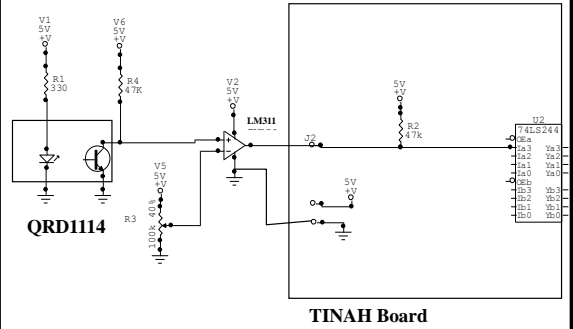 V1
5V
+V
V6
5V
+V
R1
330
R4
47K
V2
5V
+V
LM311
V5
5V
+V
R3
100k 40%
QRD1114
J2
5V
+V
R2
47k
5V
+V
U2
74LS244
OEa
Ia3 Ya3
Ia2 Ya2
Ia1 Ya1
Ia0 Ya0
OEb
Ib3 Yb3
Ib2 Yb2
Ib1 Yb1
Ib0 Yb0
TINAH Board